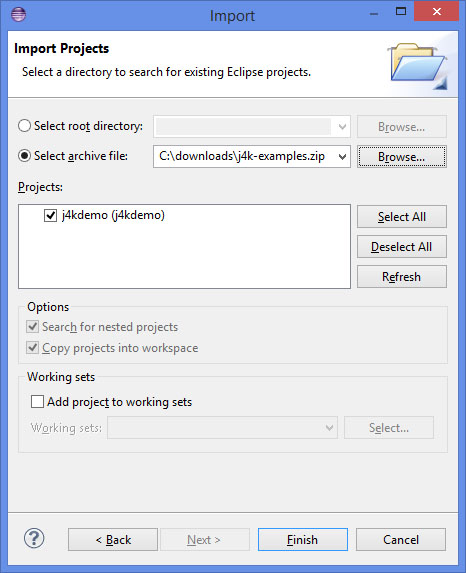 Import
Import Projects
Select a directory to search for existing Eclipse projects.
Select root directory:
Browse...
Select archive file:
C:\downloads\j4k-examples.zip
Browse...
Projects:
j4kdemo (j4kdemo)
Select All
Deselect All
Refresh
Options
Search for nested projects
Copy projects into workspace
Working sets
Add project to working sets
Working sets:
Select...
?
< Back
Next >
Finish
Cancel